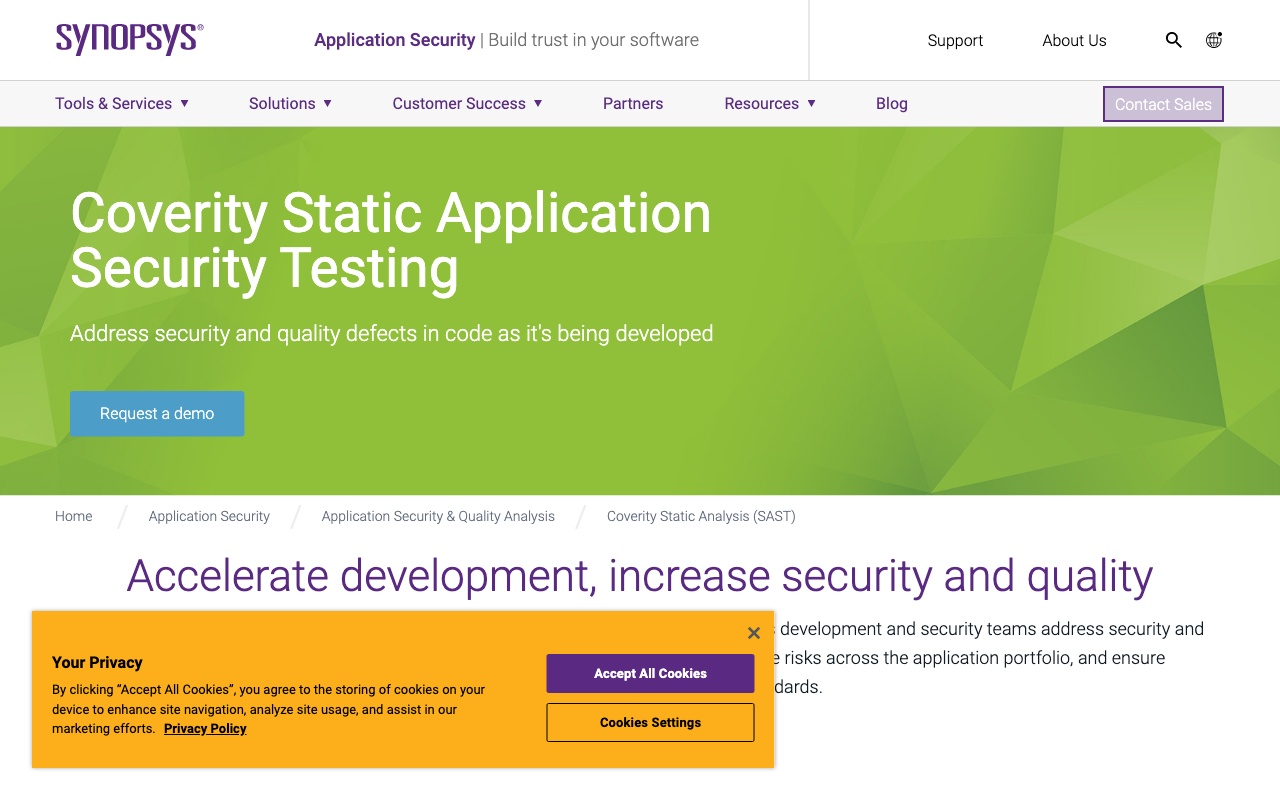 SYNOPSYS®
Application Security | Build trust in your software
Support
About Us
Tools & Services ▼
Solutions ▼
Customer Success ▼
Partners
Resources ▼
Blog
Contact Sales
Coverity Static Application
Security Testing
Address security and quality defects in code as it's being developed
Request a demo
Home
Application Security
Application Security & Quality Analysis
Coverity Static Analysis (SAST)
Accelerate development, increase security and quality
development and security teams address security and
risks across the application portfolio, and ensure
Your Privacy
By clicking “Accept All Cookies”, you agree to the storing of cookies on your
device to enhance site navigation, analyze site usage, and assist in our
marketing efforts. Privacy Policy
Accept All Cookies
Cookies Settings